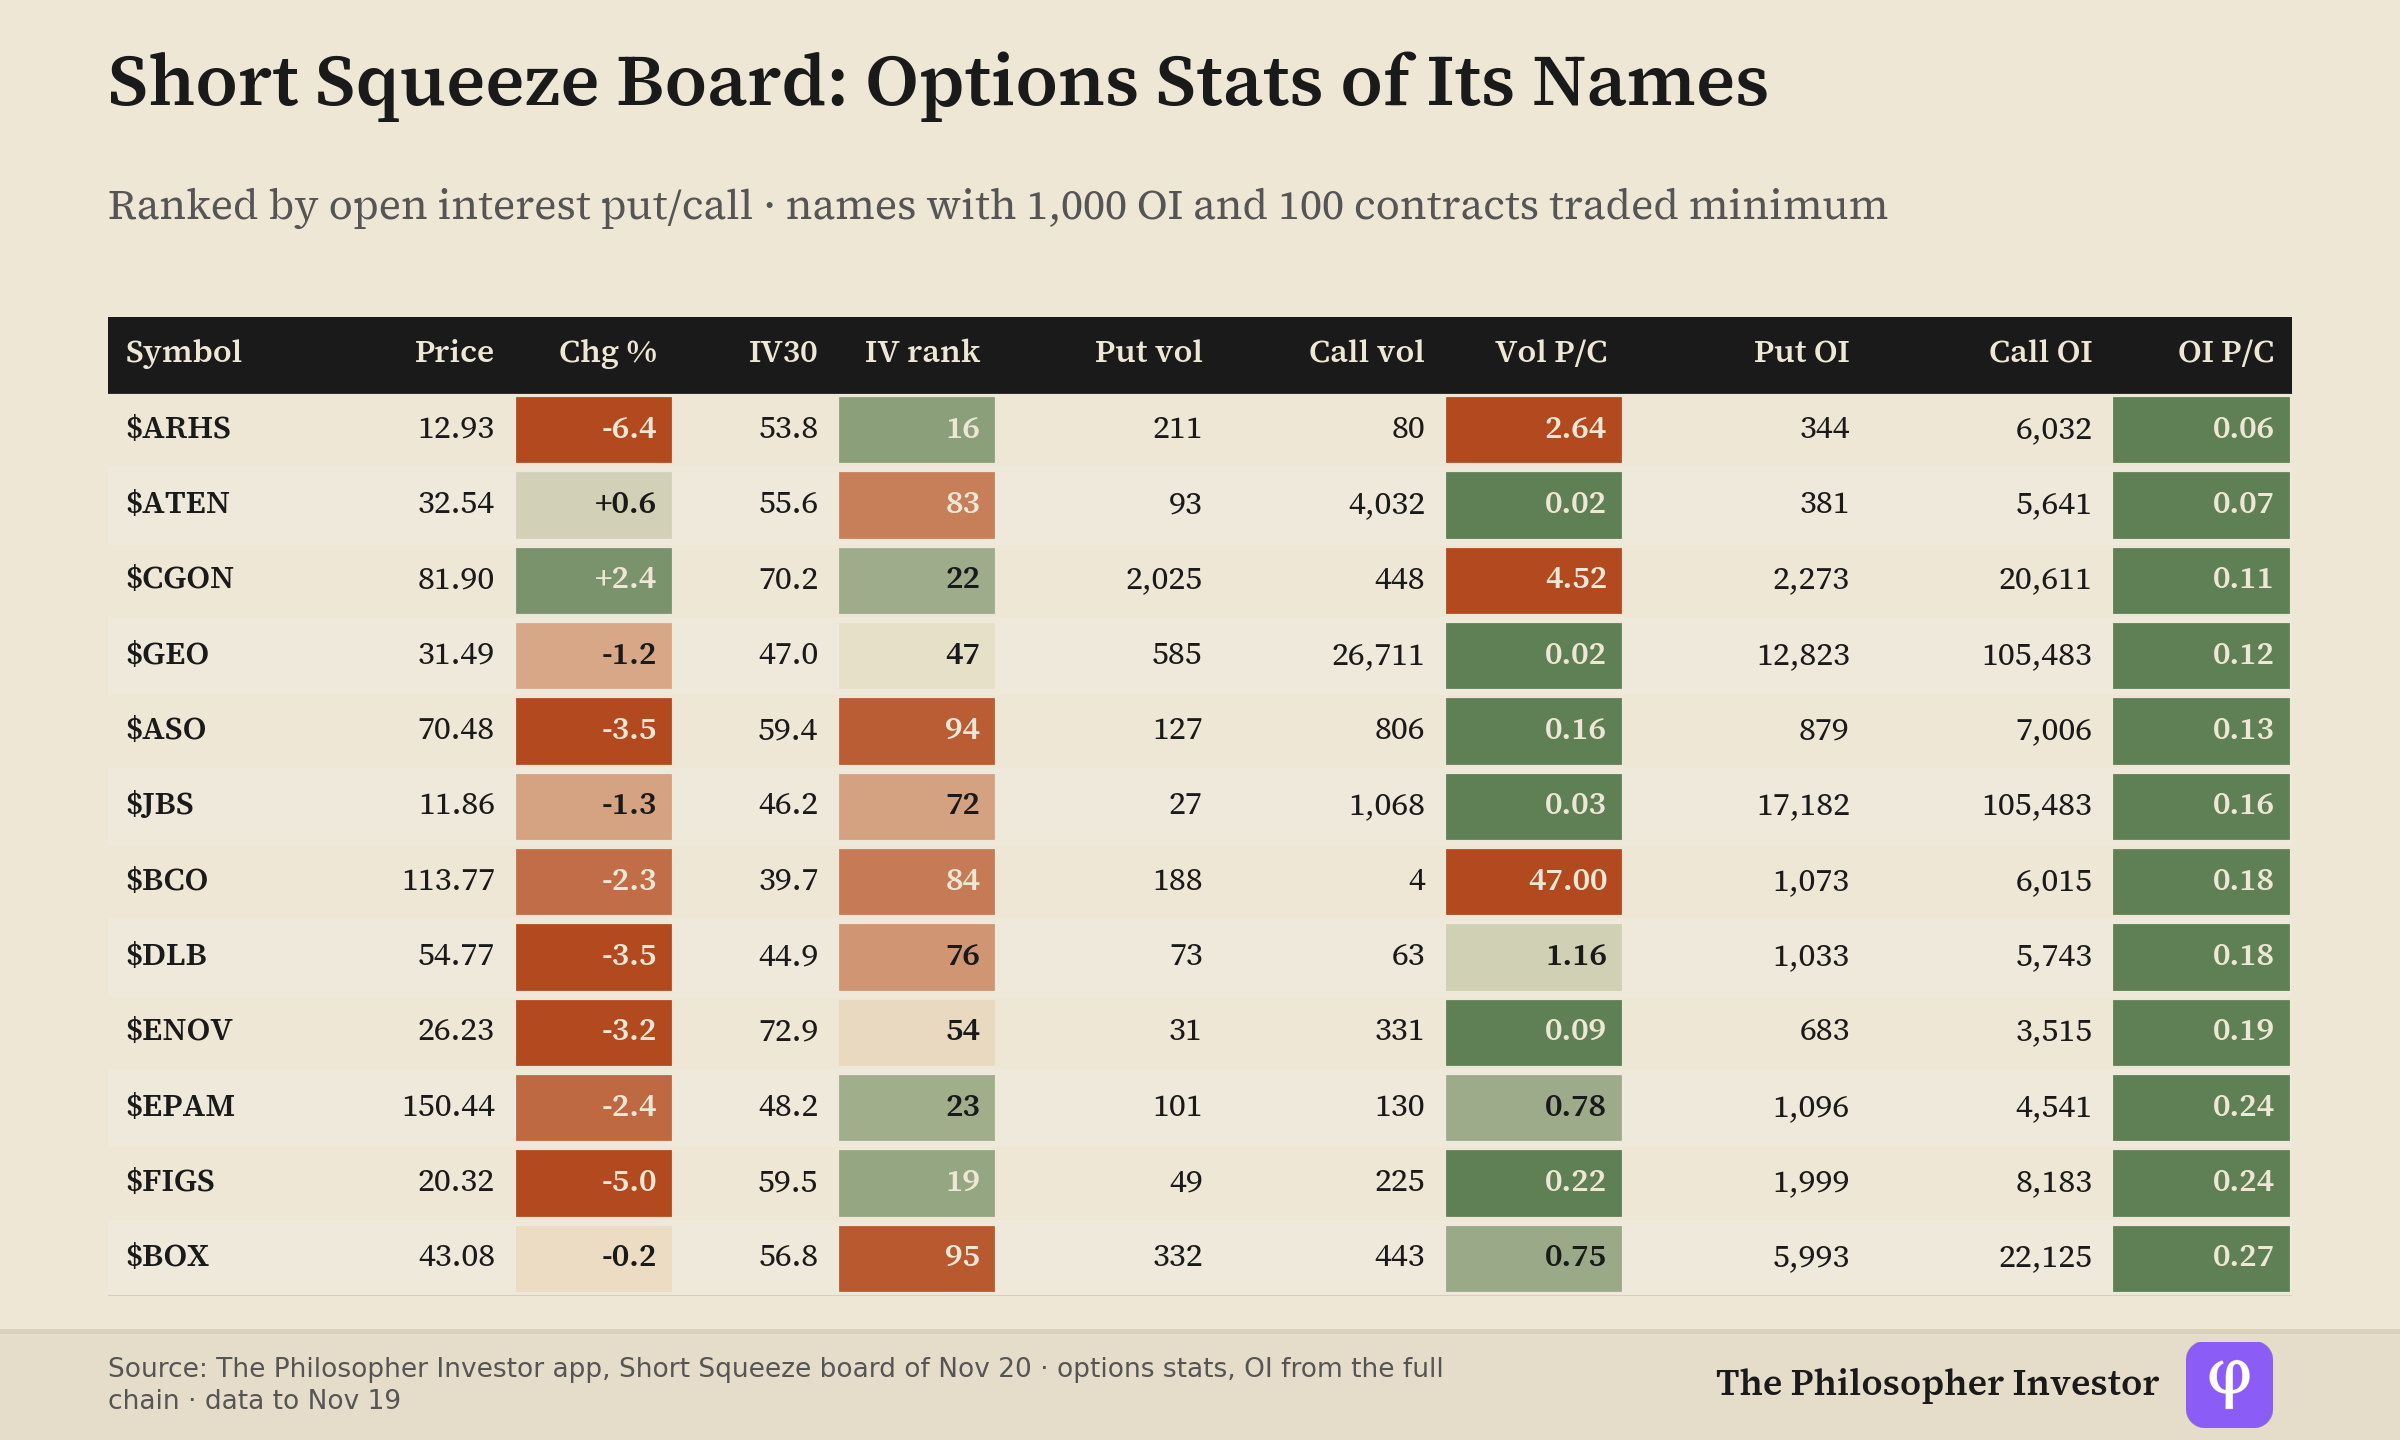 Short Squeeze Board: Options Stats of Its Names
Ranked by open interest put/call · names with 1,000 OI and 100 contracts traded minimum
Symbol Price Chg % IV30 IV rank Put vol Call vol Vol P/C Put OI Call OI OI P/C
$ARHS 12.93 -6.4 53.8 16 211 80 2.64 344 6,032 0.06
$ATEN 32.54 +0.6 55.6 83 93 4,032 0.02 381 5,641 0.07
$CGON 81.90 +2.4 70.2 22 2,025 448 4.52 2,273 20,611 0.11
$GEO 31.49 -1.2 47.0 47 585 26,711 0.02 12,823 105,483 0.12
$ASO 70.48 -3.5 59.4 94 127 806 0.16 879 7,006 0.13
$JBS 11.86 -1.3 46.2 72 27 1,068 0.03 17,182 105,483 0.16
$BCO 113.77 -2.3 39.7 84 188 4 47.00 1,073 6,015 0.18
$DLB 54.77 -3.5 44.9 76 73 63 1.16 1,033 5,743 0.18
$ENOV 26.23 -3.2 72.9 54 31 331 0.09 683 3,515 0.19
$EPAM 150.44 -2.4 48.2 23 101 130 0.78 1,096 4,541 0.24
$FIGS 20.32 -5.0 59.5 19 49 225 0.22 1,999 8,183 0.24
$BOX 43.08 -0.2 56.8 95 332 443 0.75 5,993 22,125 0.27
Source: The Philosopher Investor app, Short Squeeze board of Nov 20 · options stats, OI from the full
chain · data to Nov 19
The Philosopher Investor φ